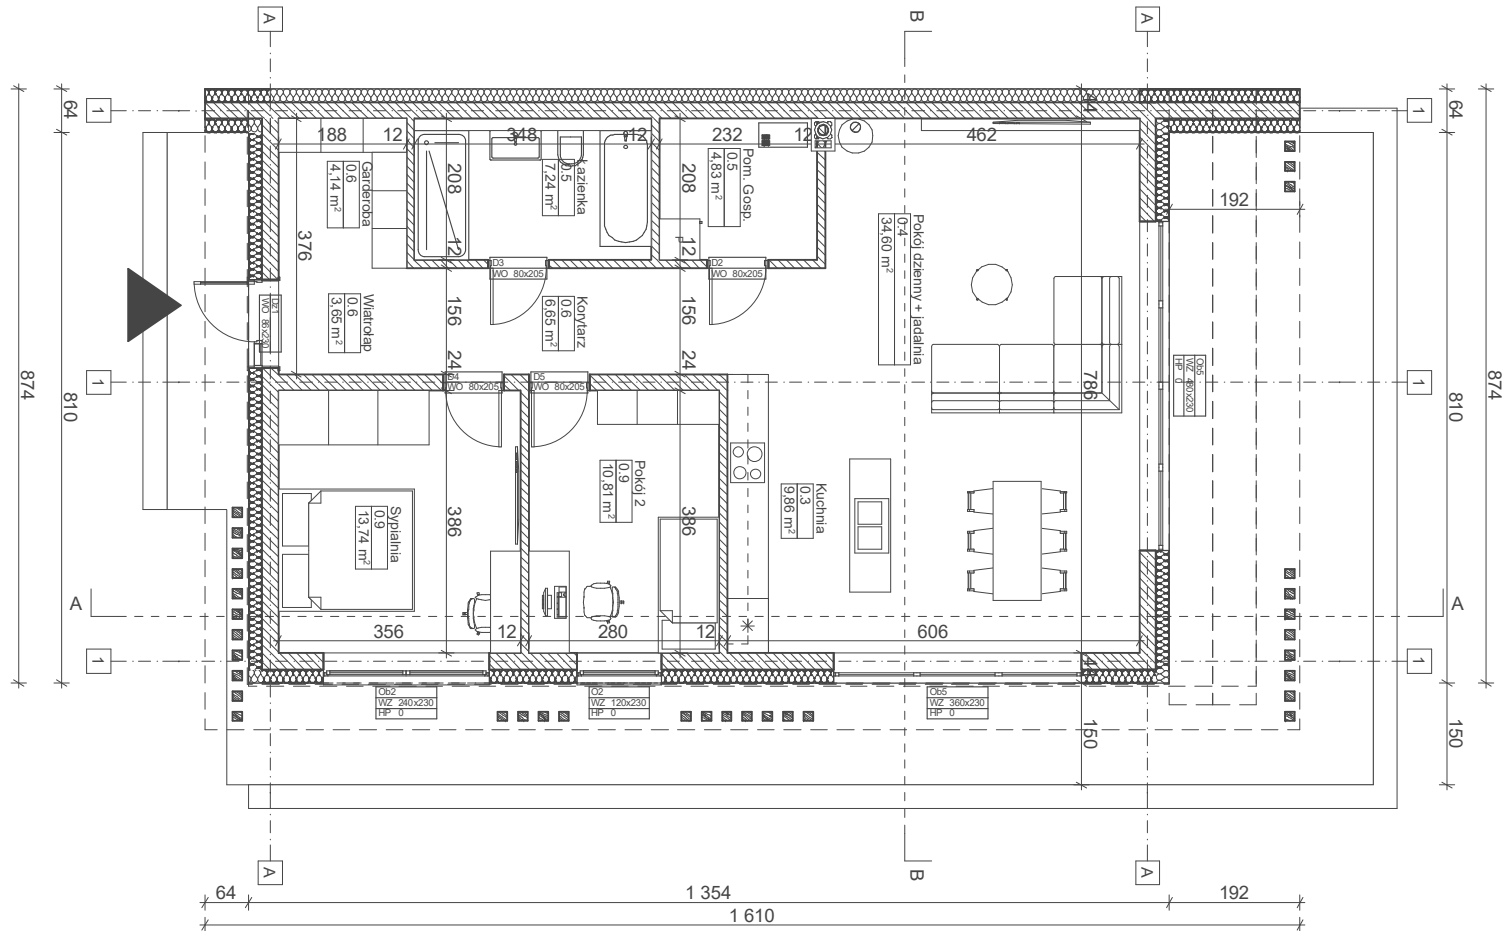 A
B
A
1
1
1
1
1
1
A
B
A
A
A
874
64
810
64
810
150
874
44
786
44
150
192
188
12
348
12
232
12
462
Garderoba
0.6
4,14 m²
Łazienka
0.5
7,24 m²
Pom. Gosp.
0.5
4,83 m²
Pokój dzienny + jadalnia
0.4
34,60 m²
Wiatrołap
0.6
3,65 m²
Korytarz
0.6
6,65 m²
Kuchnia
0.3
9,86 m²
Pokój 2
0.9
10,81 m²
Sypialnia
0.9
13,74 m²
376
208
12
156
24
386
208
12
156
24
386
D3
WO 80x205
D2
WO 80x205
D4
WO 80x205
D5
WO 80x205
Dz1
Ob5
WZ 480x230
HP 0
356
12
280
12
606
Ob2
WZ 240x230
HP 0
O2
WZ 120x230
HP 0
Ob5
WZ 360x230
HP 0
64
1 354
192
1 610